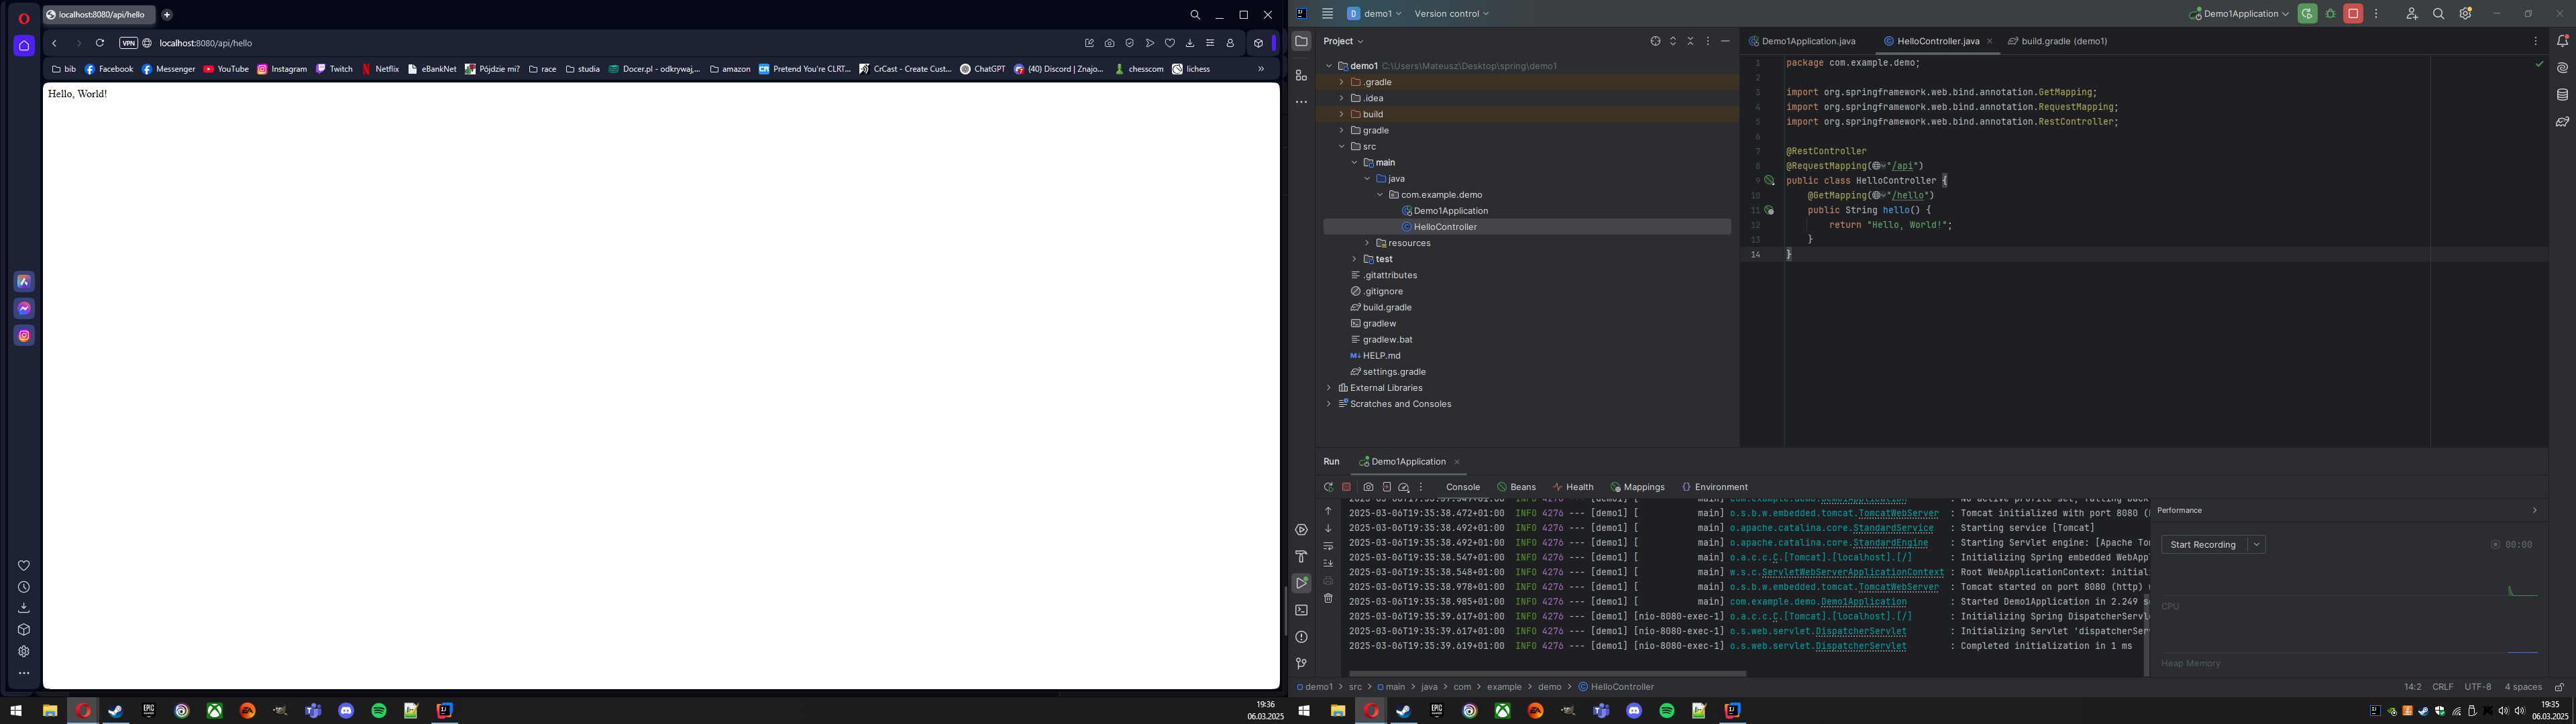 localhost:8080/api/hello
VPN
localhost:8080/api/hello
bib
Facebook
Messenger
YouTube
Instagram
Twitch
Netflix
eBankNet
Pójdzie mi?
race
studia
Docer.pl - odkrywaj,...
amazon
Pretend You're CLRT...
CrCast - Create Cust...
ChatGPT
(40) Discord | Znajo...
chesscom
lichess
Hello, World!
19:36
06.03.2025
D demo1
Version control
Demo1Application
Project
demo1 C:\Users\Mateusz\Desktop\spring\demo1
.gradle
.idea
build
gradle
src
main
java
com.example.demo
Demo1Application
HelloController
resources
test
.gitattributes
.gitignore
build.gradle
gradlew
gradlew.bat
HELP.md
settings.gradle
External Libraries
Scratches and Consoles
Demo1Application.java
HelloController.java
build.gradle (demo1)
1 package com.example.demo;
2
3 import org.springframework.web.bind.annotation.GetMapping;
4 import org.springframework.web.bind.annotation.RequestMapping;
5 import org.springframework.web.bind.annotation.RestController;
6
7 @RestController
8 @RequestMapping("/api")
9 public class HelloController {
10 @GetMapping("/hello")
11 public String hello() {
12 return "Hello, World!";
13 }
14 }
Run
Demo1Application
Console
Beans
Health
Mappings
Environment
2025-03-06T19:35:38.472+01:00 INFO 4276 --- [demo1] [ main] o.s.b.w.embedded.tomcat.TomcatWebServer : Tomcat initialized with port 8080 (
2025-03-06T19:35:38.492+01:00 INFO 4276 --- [demo1] [ main] o.apache.catalina.core.StandardService : Starting service [Tomcat]
2025-03-06T19:35:38.492+01:00 INFO 4276 --- [demo1] [ main] o.apache.catalina.core.StandardEngine : Starting Servlet engine: [Apache To
2025-03-06T19:35:38.547+01:00 INFO 4276 --- [demo1] [ main] o.a.c.c.C.[Tomcat].[localhost].[/] : Initializing Spring embedded WebAp
2025-03-06T19:35:38.548+01:00 INFO 4276 --- [demo1] [ main] w.s.c.ServletWebServerApplicationContext : Root WebApplicationContext: initial
2025-03-06T19:35:38.978+01:00 INFO 4276 --- [demo1] [ main] o.s.b.w.embedded.tomcat.TomcatWebServer : Tomcat started on port 8080 (http)
2025-03-06T19:35:38.985+01:00 INFO 4276 --- [demo1] [ main] com.example.demo.Demo1Application : Started Demo1Application in 2.249 s
2025-03-06T19:35:39.617+01:00 INFO 4276 --- [demo1] [nio-8080-exec-1] o.a.c.c.C.[Tomcat].[localhost].[/] : Initializing Spring DispatcherServl
2025-03-06T19:35:39.617+01:00 INFO 4276 --- [demo1] [nio-8080-exec-1] o.s.web.servlet.DispatcherServlet : Initializing Servlet 'dispatcherSer
2025-03-06T19:35:39.619+01:00 INFO 4276 --- [demo1] [nio-8080-exec-1] o.s.web.servlet.DispatcherServlet : Completed initialization in 1 ms
Performance
Start Recording
00:00
CPU
Heap Memory
demo1 > src > main > java > com > example > demo > HelloController
14:2
CRLF
UTF-8
4 spaces
19:35
06.03.2025